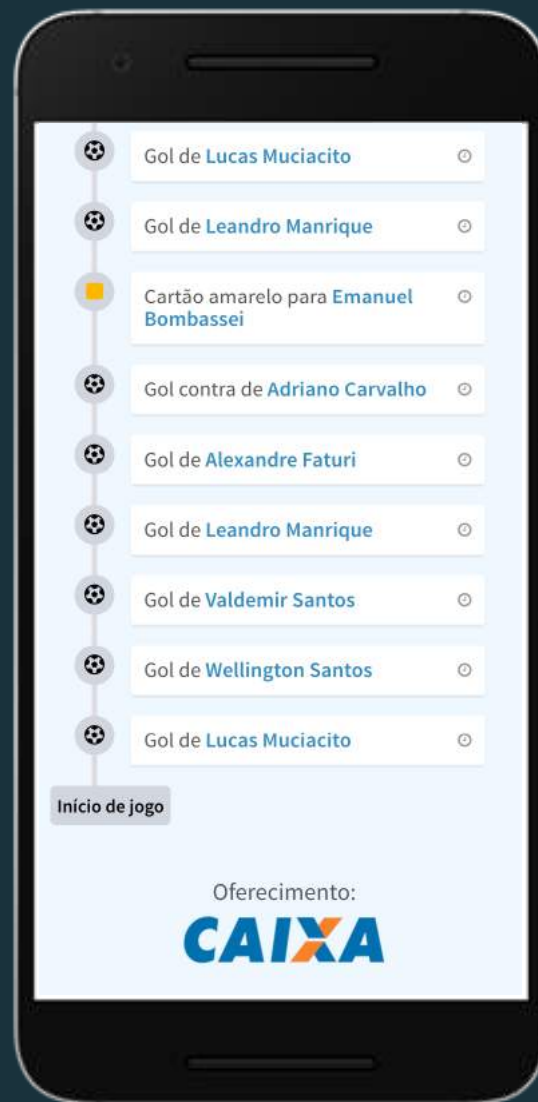 Gol de Lucas Muciacito
Gol de Leandro Manrique
Cartão amarelo para Emanuel
Bombassei
Gol contra de Adriano Carvalho
Gol de Alexandre Faturi
Gol de Leandro Manrique
Gol de Valdemir Santos
Gol de Wellington Santos
Gol de Lucas Muciacito
Início de jogo
Oferecimento:
CAIXA